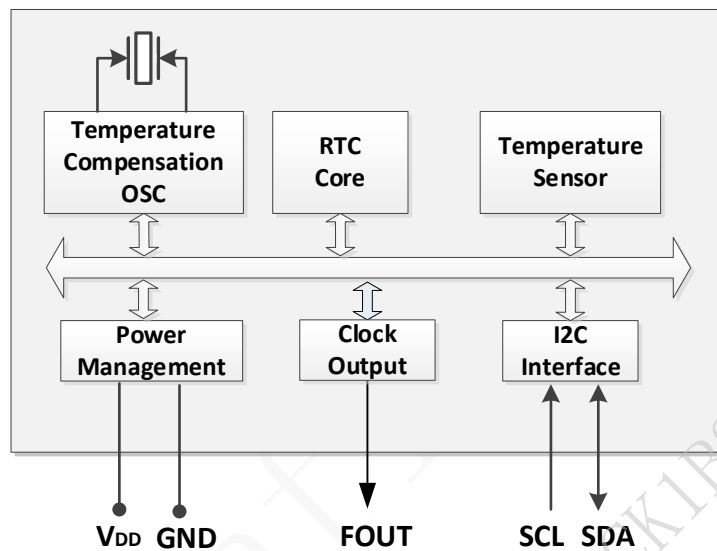 Temperature
Compensation
OSC
RTC
Core
Temperature
Sensor
Power
Management
Clock
Output
I2C
Interface
VDD GND FOUT SCL SDA